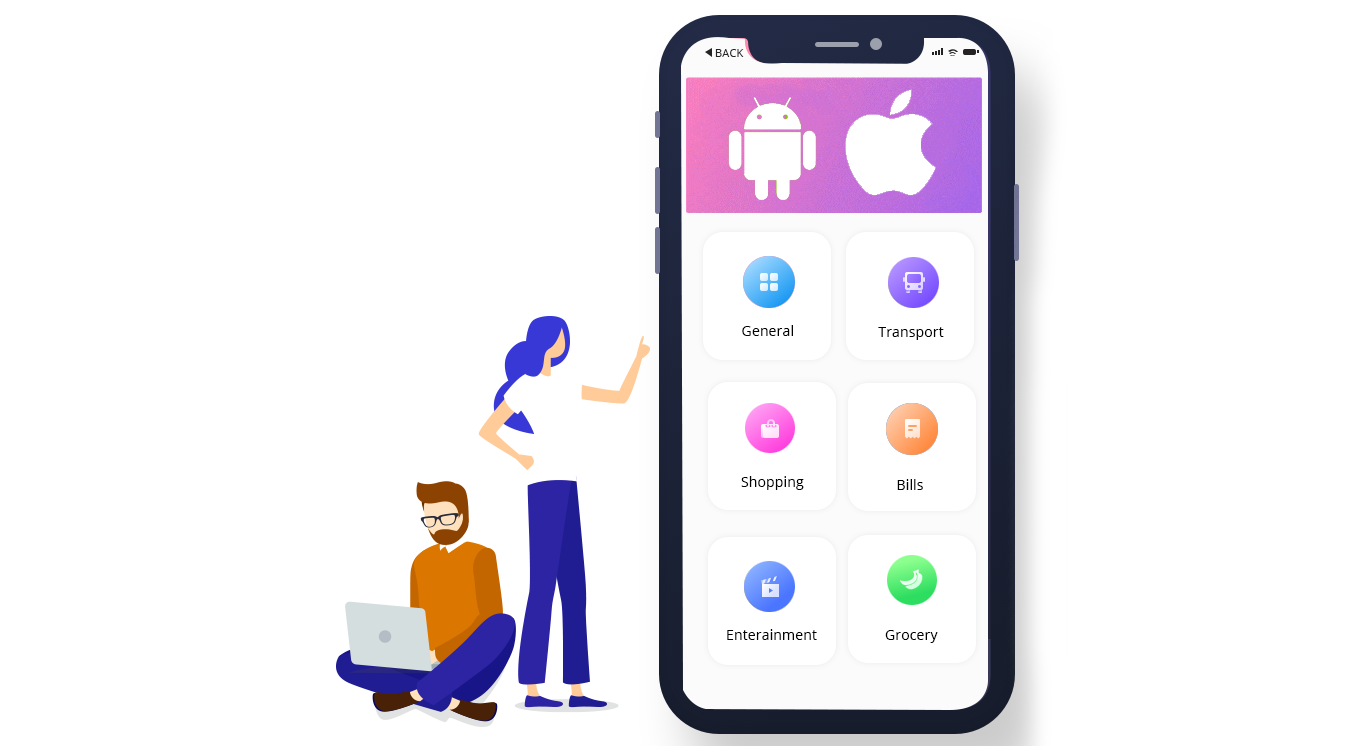 BACK
General
Transport
Shopping
Bills
Enterainment
Grocery